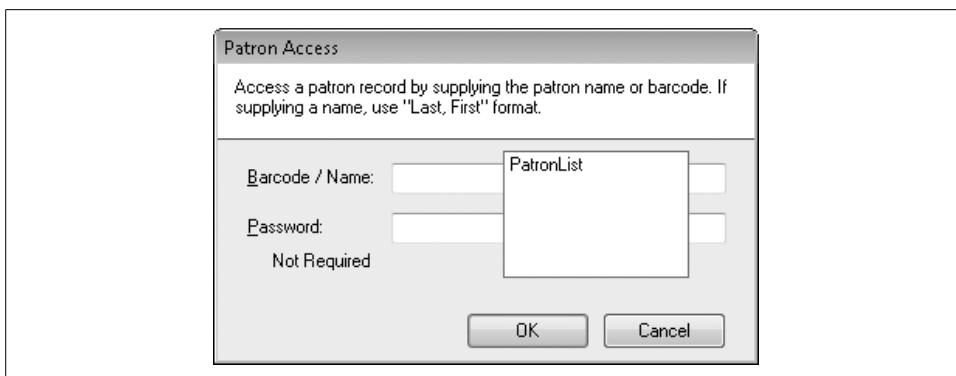 Patron Access
Access a patron record by supplying the patron name or barcode. If
supplying a name, use "Last, First" format.
Barcode / Name:
PatronList
Password:
Not Required
OK
Cancel